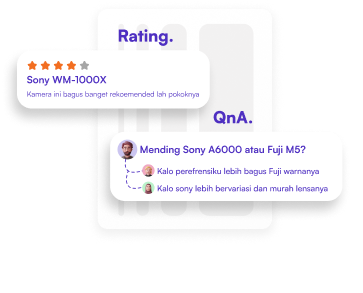 Rating.
Sony WM-1000X
Kamera ini bagus banget rekoemended lah pokoknya
QnA.
Mending Sony A6000 atau Fuji M5?
Kalo perefrensiku lebih bagus Fuji warnanya
Kalo sony lebih bervariasi dan murah lensanya